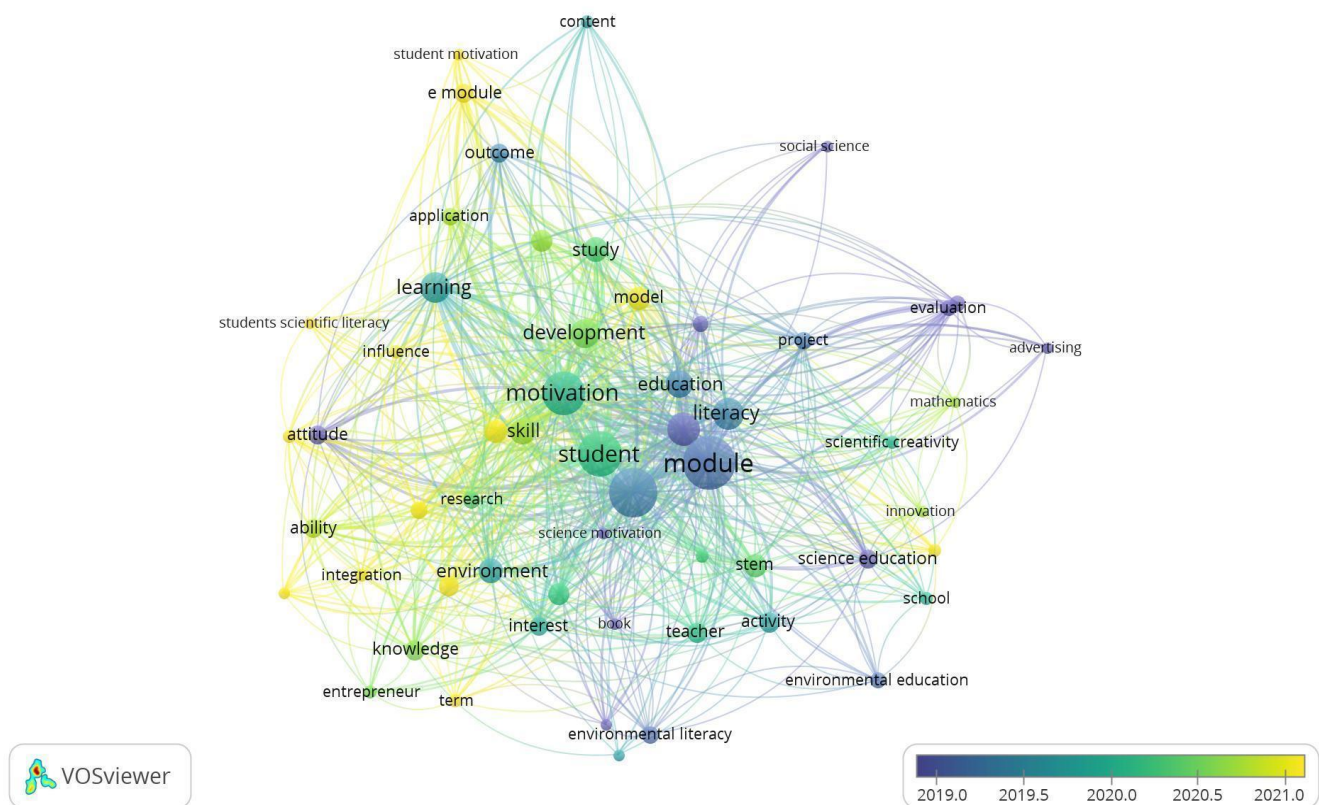 content
student motivation
e module
social science
outcome
application
study
learning
model
evaluation
students scientific literacy
development
project
influence
advertising
education
motivation
mathematics
literacy
attitude
skill
scientific creativity
student
module
research
innovation
ability
science motivation
stem
science education
integration
environment
school
interest
book
teacher
activity
knowledge
environmental education
entrepreneur
term
environmental literacy
VOSviewer
2019.0 2019.5 2020.0 2020.5 2021.0